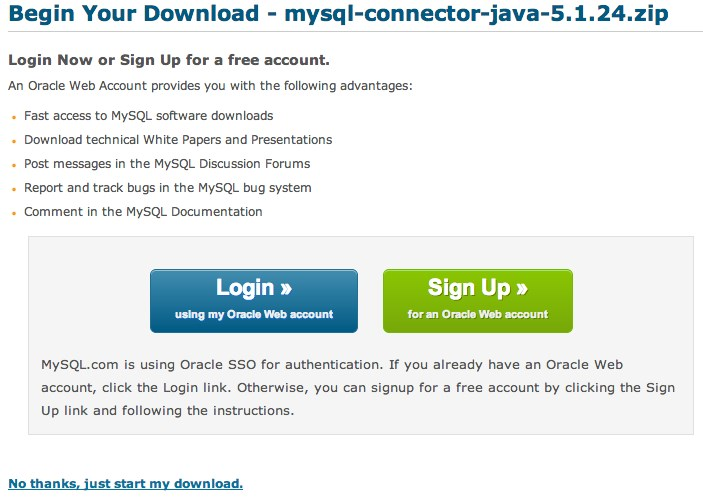 Begin Your Download - mysql-connector-java-5.1.24.zip
Login Now or Sign Up for a free account.
An Oracle Web Account provides you with the following advantages:
Fast access to MySQL software downloads
Download technical White Papers and Presentations
Post messages in the MySQL Discussion Forums
Report and track bugs in the MySQL bug system
Comment in the MySQL Documentation
Login »
using my Oracle Web account
Sign Up »
for an Oracle Web account
MySQL.com is using Oracle SSO for authentication. If you already have an Oracle Web
account, click the Login link. Otherwise, you can signup for a free account by clicking the Sign
Up link and following the instructions.
No thanks, just start my download.